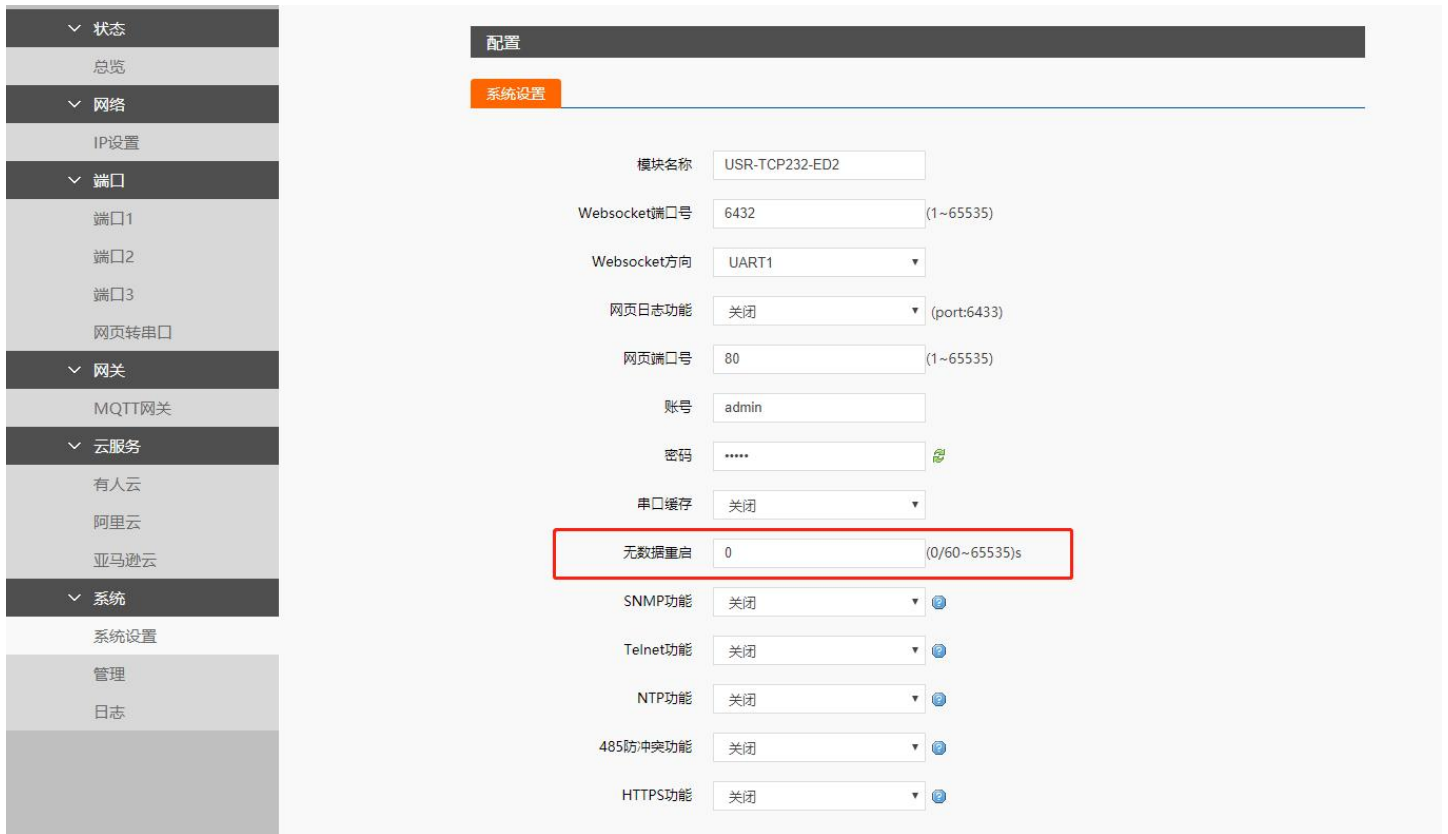 状态
总览
网络
IP设置
端口
端口1
端口2
端口3
网页转串口
网关
MQTT网关
云服务
有人云
阿里云
亚马逊云
系统
系统设置
管理
日志
配置
系统设置
模块名称 USR-TCP232-ED2
Websocket端口号 6432 (1~65535)
Websocket方向 UART1
网页日志功能 关闭 (port:6433)
网页端口号 80 (1~65535)
账号 admin
密码 •••••
串口缓存 关闭
无数据重启 0 (0/60~65535)s
SNMP功能 关闭
Telnet功能 关闭
NTP功能 关闭
485防冲突功能 关闭
HTTPS功能 关闭